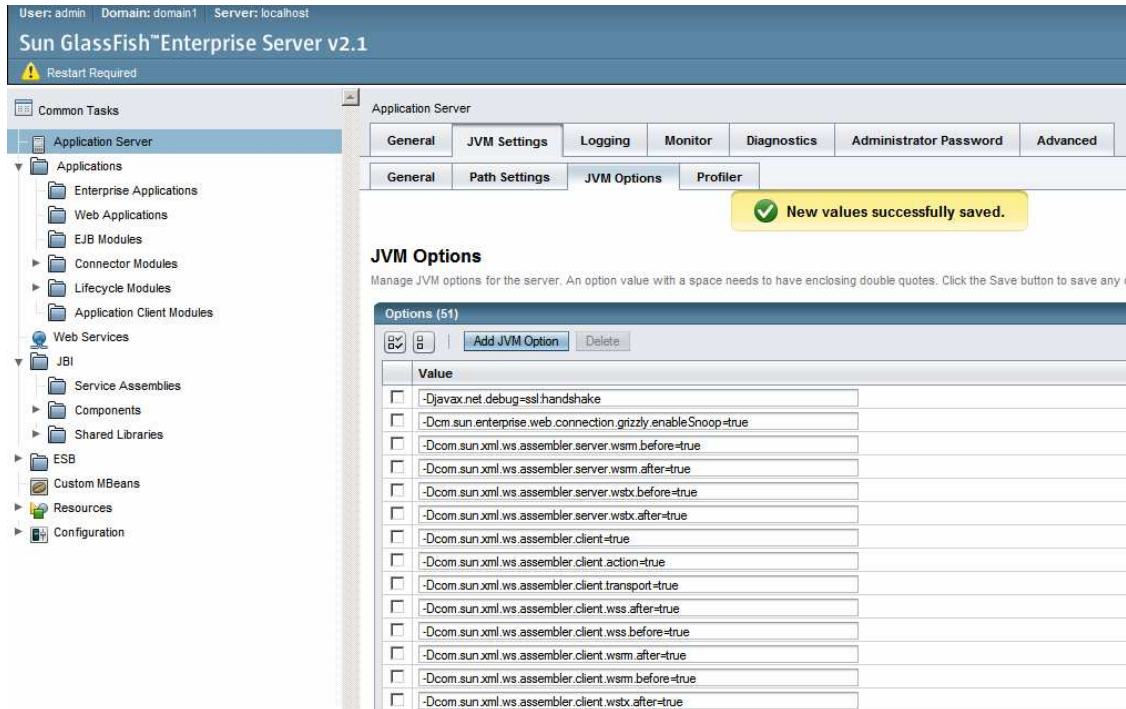 User: admin Domain: domain1 Server: localhost
Sun GlassFish™ Enterprise Server v2.1
Restart Required
Common Tasks
Application Server
Applications
Enterprise Applications
Web Applications
EJB Modules
Connector Modules
Lifecycle Modules
Application Client Modules
Web Services
JBI
Service Assemblies
Components
Shared Libraries
ESB
Custom MBeans
Resources
Configuration
Application Server
General JVM Settings Logging Monitor Diagnostics Administrator Password Advanced
General Path Settings JVM Options Profiler
New values successfully saved.
JVM Options
Manage JVM options for the server. An option value with a space needs to have enclosing double quotes. Click the Save button to save any
Options (51)
Add JVM Option Delete
Value
-Djavax.net.debug=ssl:handshake
-Dcm.sun.enterprise.web.connection.grizzly.enableSnoop=true
-Dcom.sun.xml.ws.assembler.server.wsrm.before=true
-Dcom.sun.xml.ws.assembler.server.wsrm.after=true
-Dcom.sun.xml.ws.assembler.server.wstx.before=true
-Dcom.sun.xml.ws.assembler.server.wstx.after=true
-Dcom.sun.xml.ws.assembler.client=true
-Dcom.sun.xml.ws.assembler.client.action=true
-Dcom.sun.xml.ws.assembler.client.transport=true
-Dcom.sun.xml.ws.assembler.client.wss.after=true
-Dcom.sun.xml.ws.assembler.client.wss.before=true
-Dcom.sun.xml.ws.assembler.client.wsrm.after=true
-Dcom.sun.xml.ws.assembler.client.wsrm.before=true
-Dcom.sun.xml.ws.assembler.client.wstx.after=true